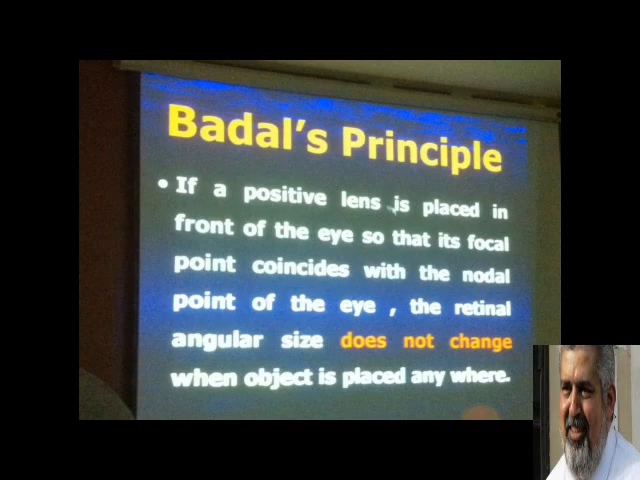 Badal's Principle
• If a positive lens is placed in
front of the eye so that its focal
point coincides with the nodal
point of the eye , the retinal
angular size does not change
when object is placed any where.